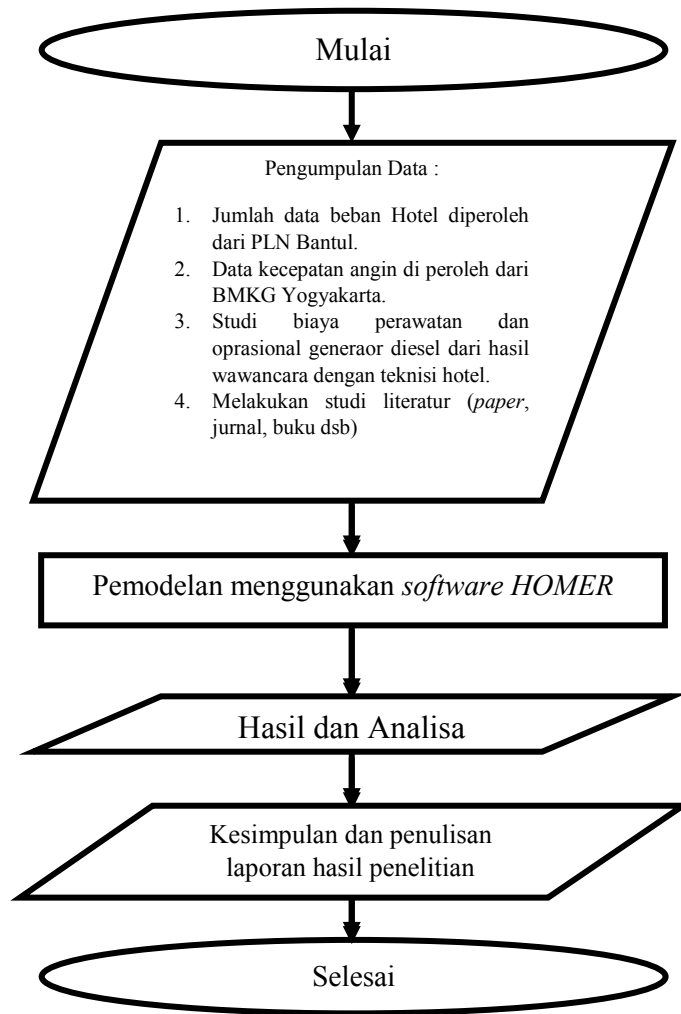 Mulai
Pengumpulan Data :
1. Jumlah data beban Hotel diperoleh
dari PLN Bantul.
2. Data kecepatan angin di peroleh dari
BMKG Yogyakarta.
3. Studi biaya perawatan dan
oprasional generaor diesel dari hasil
wawancara dengan teknisi hotel.
4. Melakukan studi literatur (paper,
jurnal, buku dsb)
Pemodelan menggunakan software HOMER
Hasil dan Analisa
Kesimpulan dan penulisan
laporan hasil penelitian
Selesai